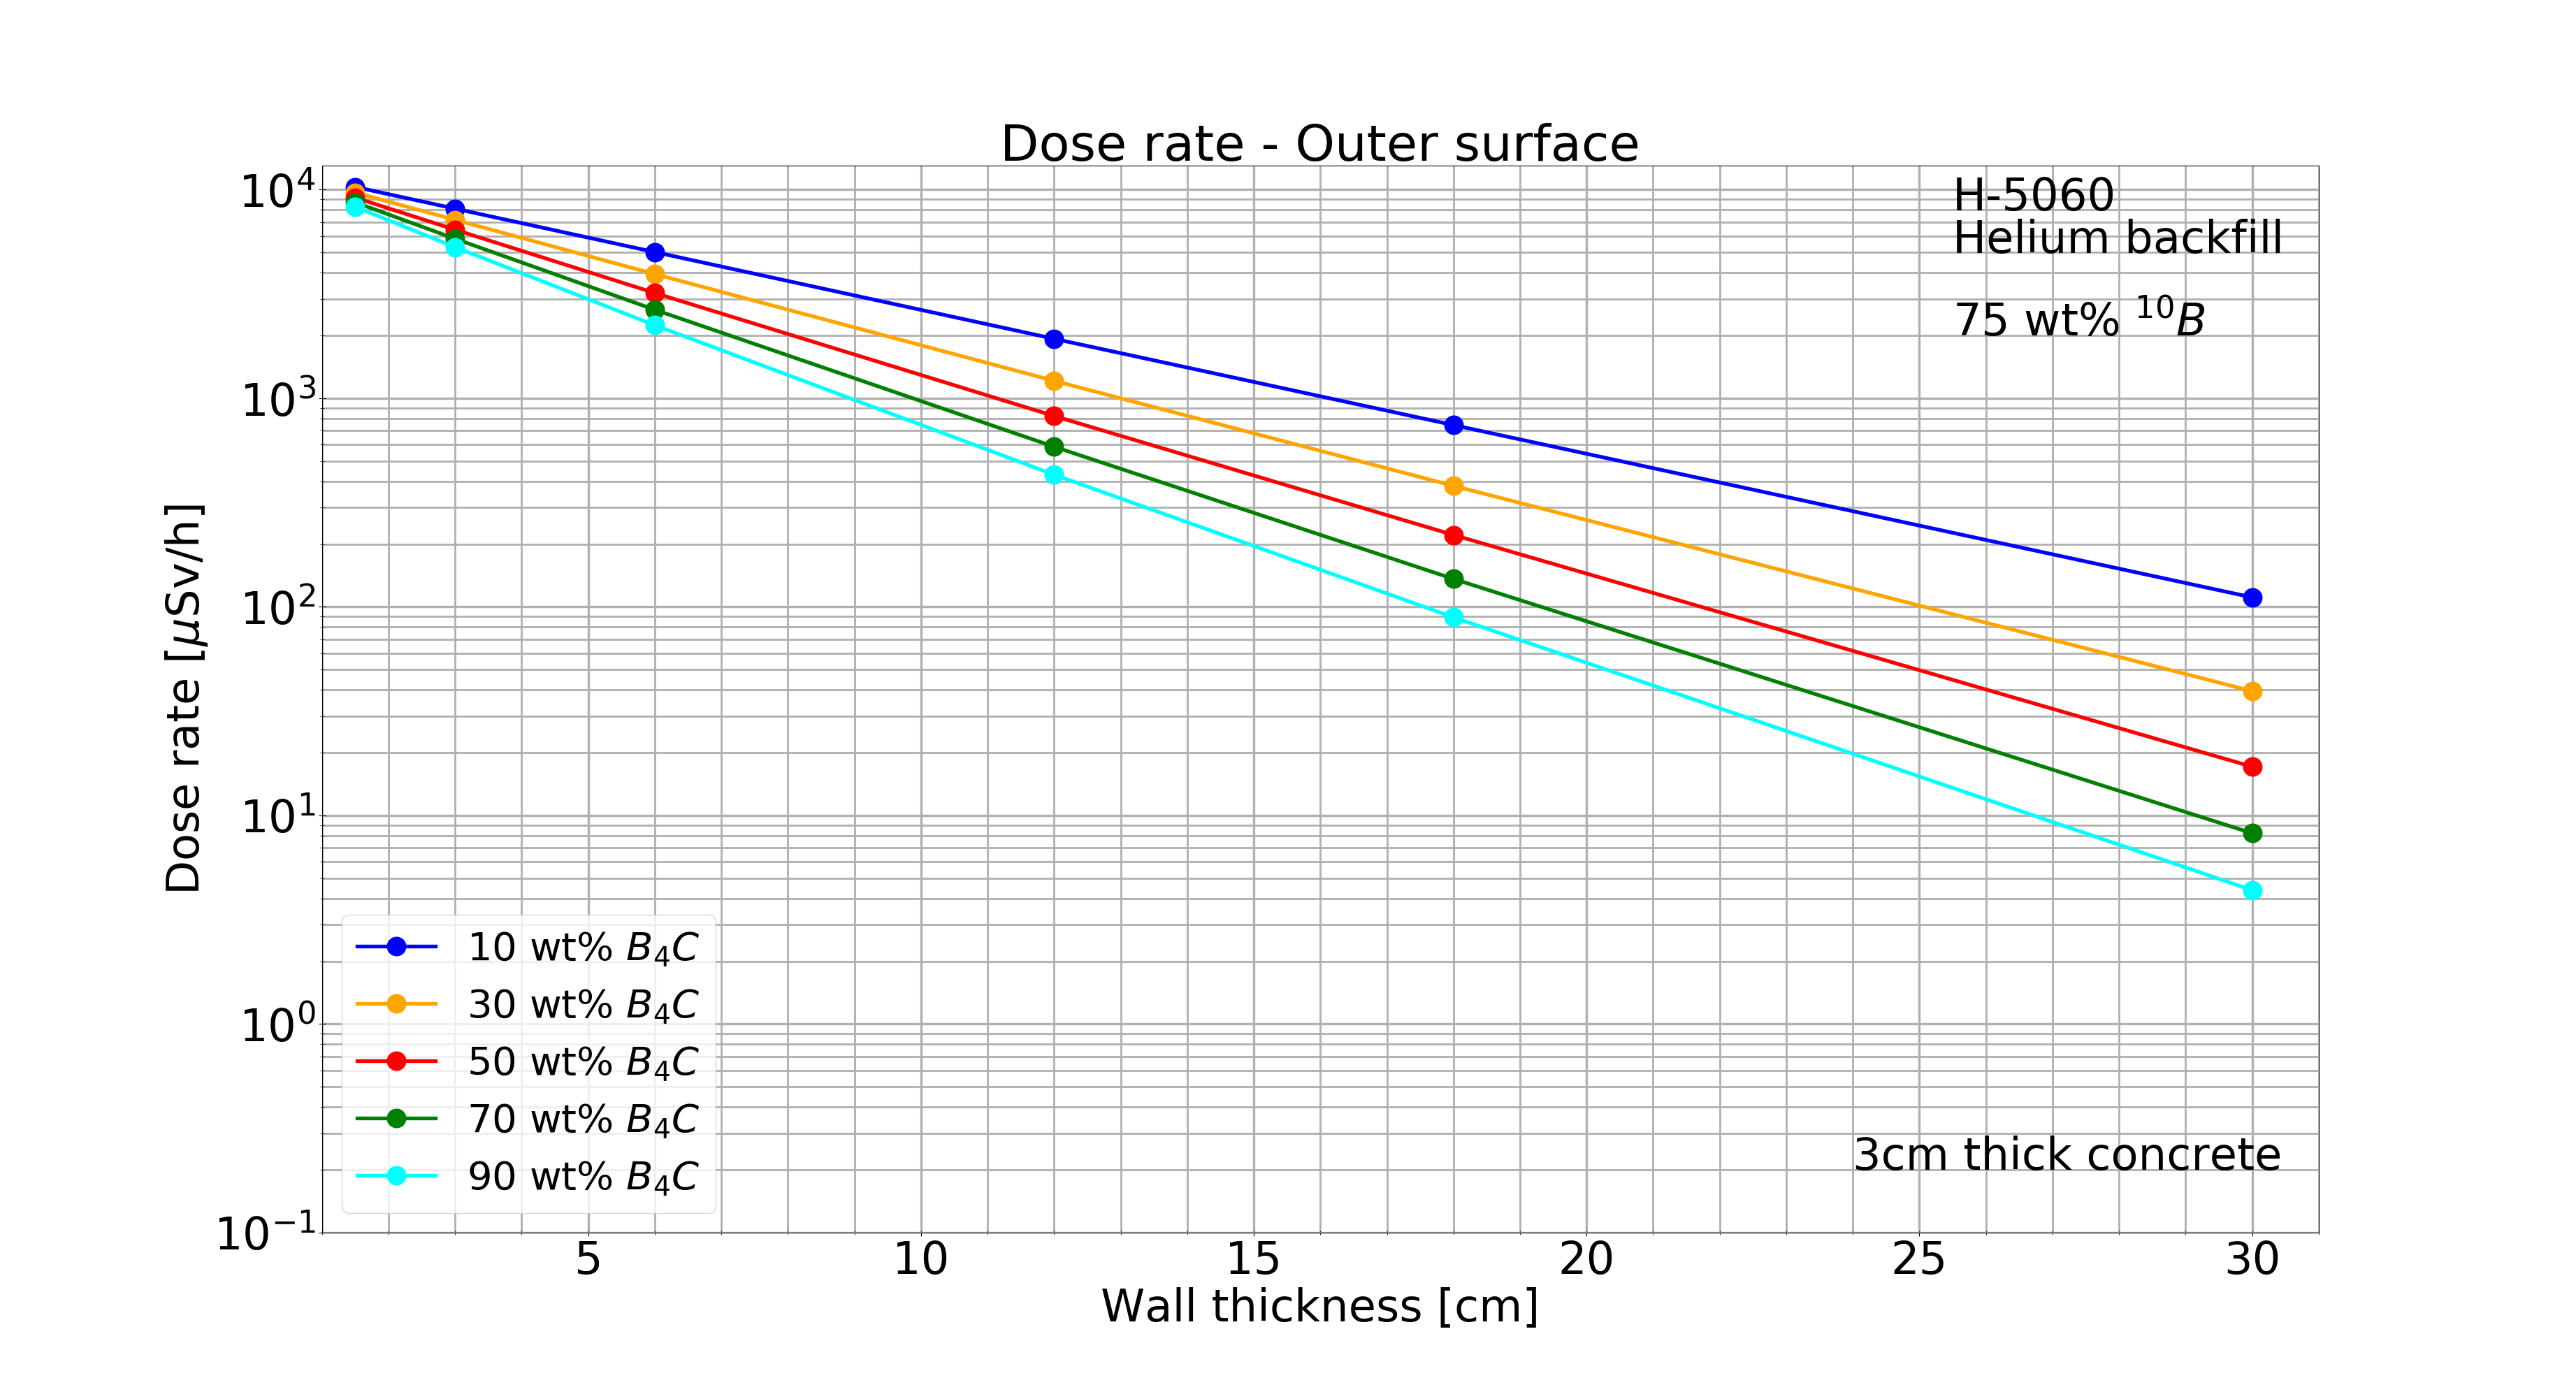 Dose rate - Outer surface
H-5060
Helium backfill
75 wt% ¹⁰B
Dose rate [μSv/h]
10⁴
10³
10²
10¹
10⁰
10⁻¹
10 wt% B₄C
30 wt% B₄C
50 wt% B₄C
70 wt% B₄C
90 wt% B₄C
3cm thick concrete
5 10 15 20 25 30
Wall thickness [cm]